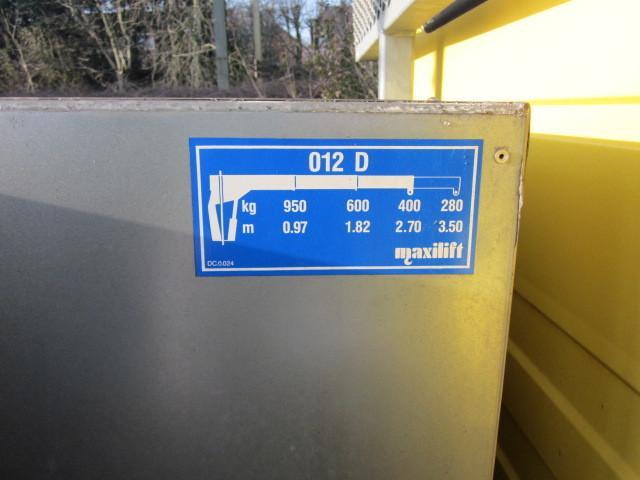 012 D
kg 950 600 400 280
m 0.97 1.82 2.70 3.50
DC.0.024
maxilift